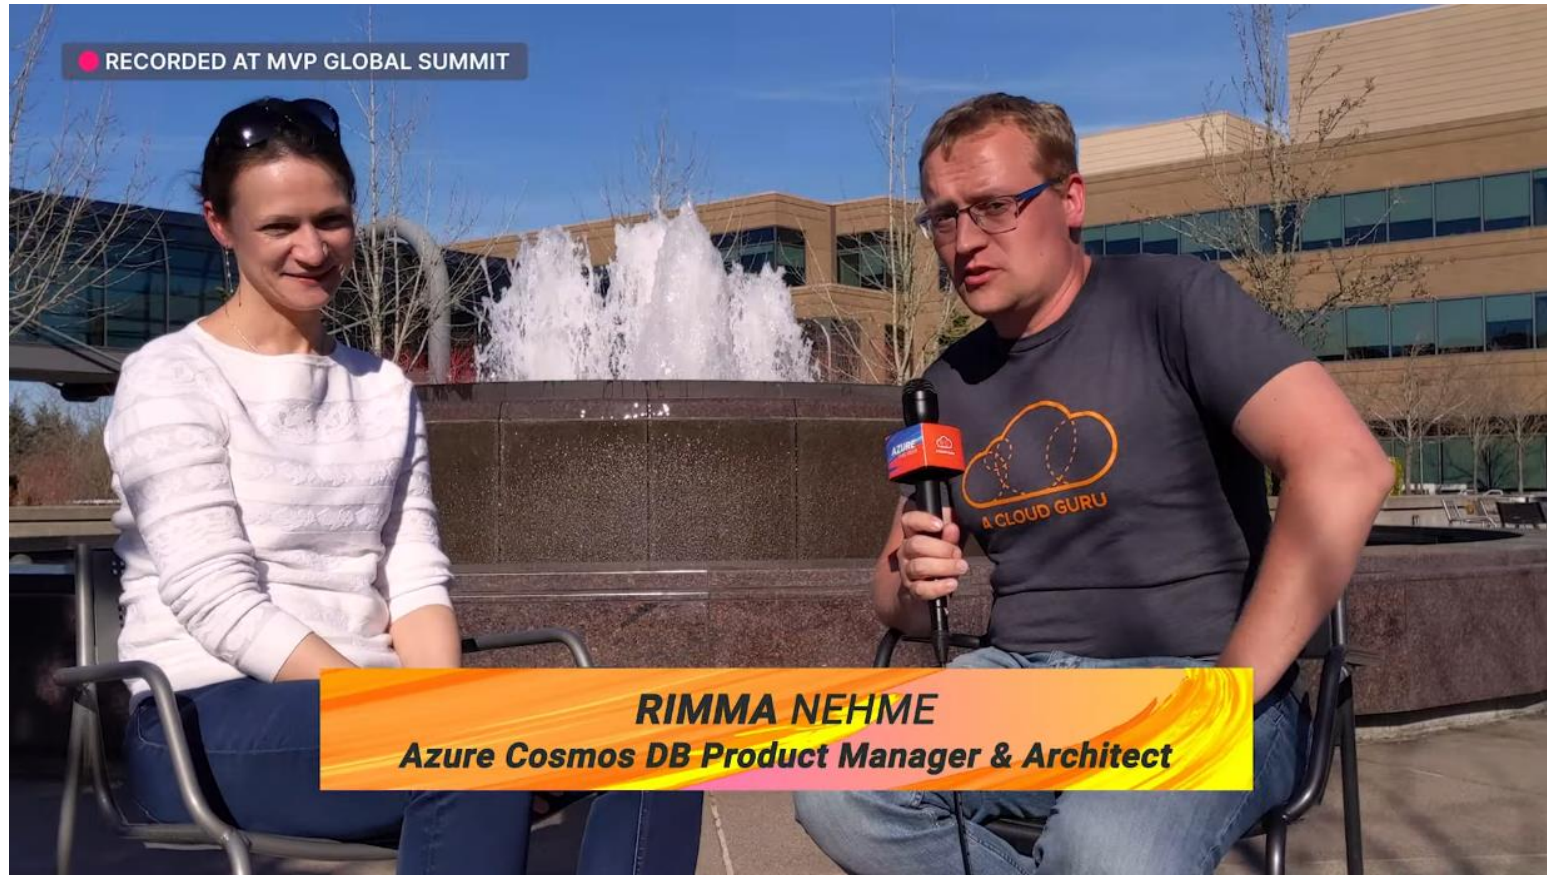 RECORDED AT MVP GLOBAL SUMMIT
AZURE
A CLOUD GURU
RIMMA NEHME
Azure Cosmos DB Product Manager & Architect